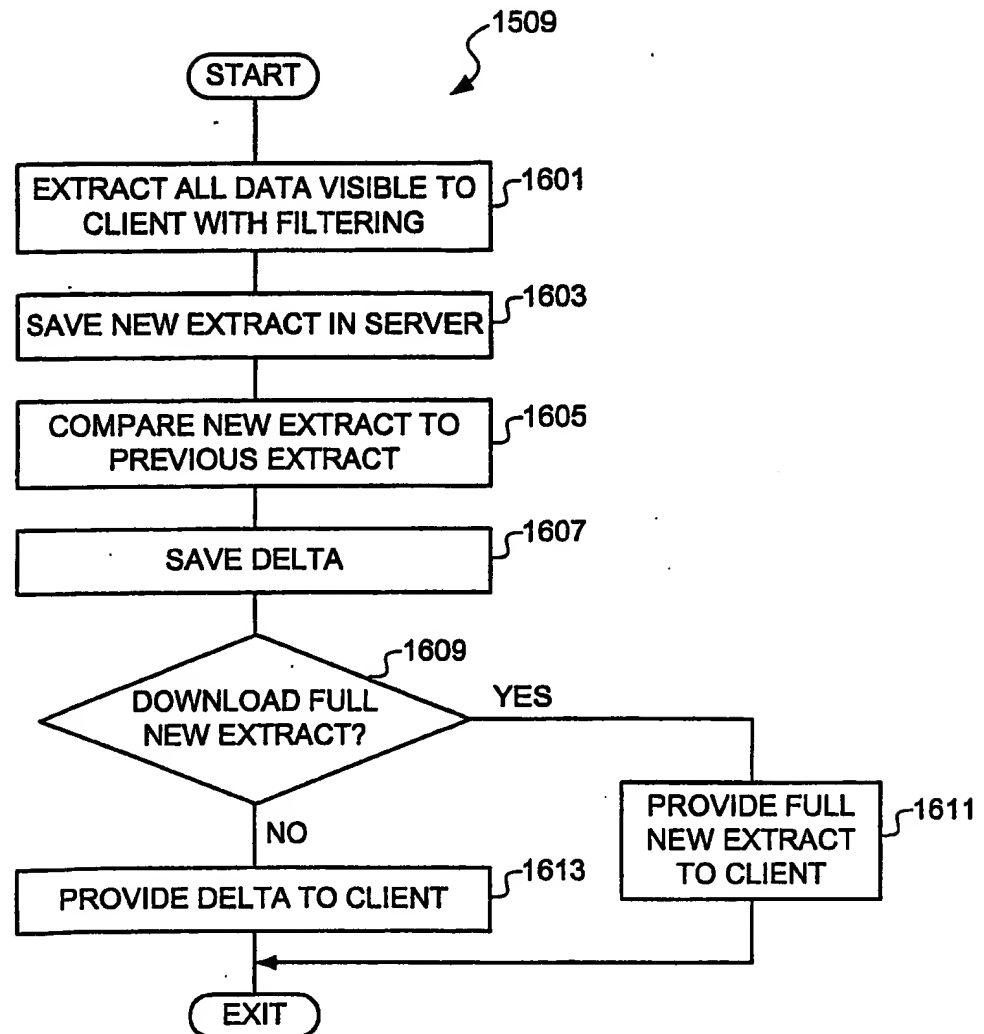 1509
START
EXTRACT ALL DATA VISIBLE TO
CLIENT WITH FILTERING
1601
SAVE NEW EXTRACT IN SERVER
1603
COMPARE NEW EXTRACT TO
PREVIOUS EXTRACT
1605
SAVE DELTA
1607
DOWNLOAD FULL
NEW EXTRACT?
1609
YES
NO
PROVIDE FULL
NEW EXTRACT
TO CLIENT
1611
PROVIDE DELTA TO CLIENT
1613
EXIT